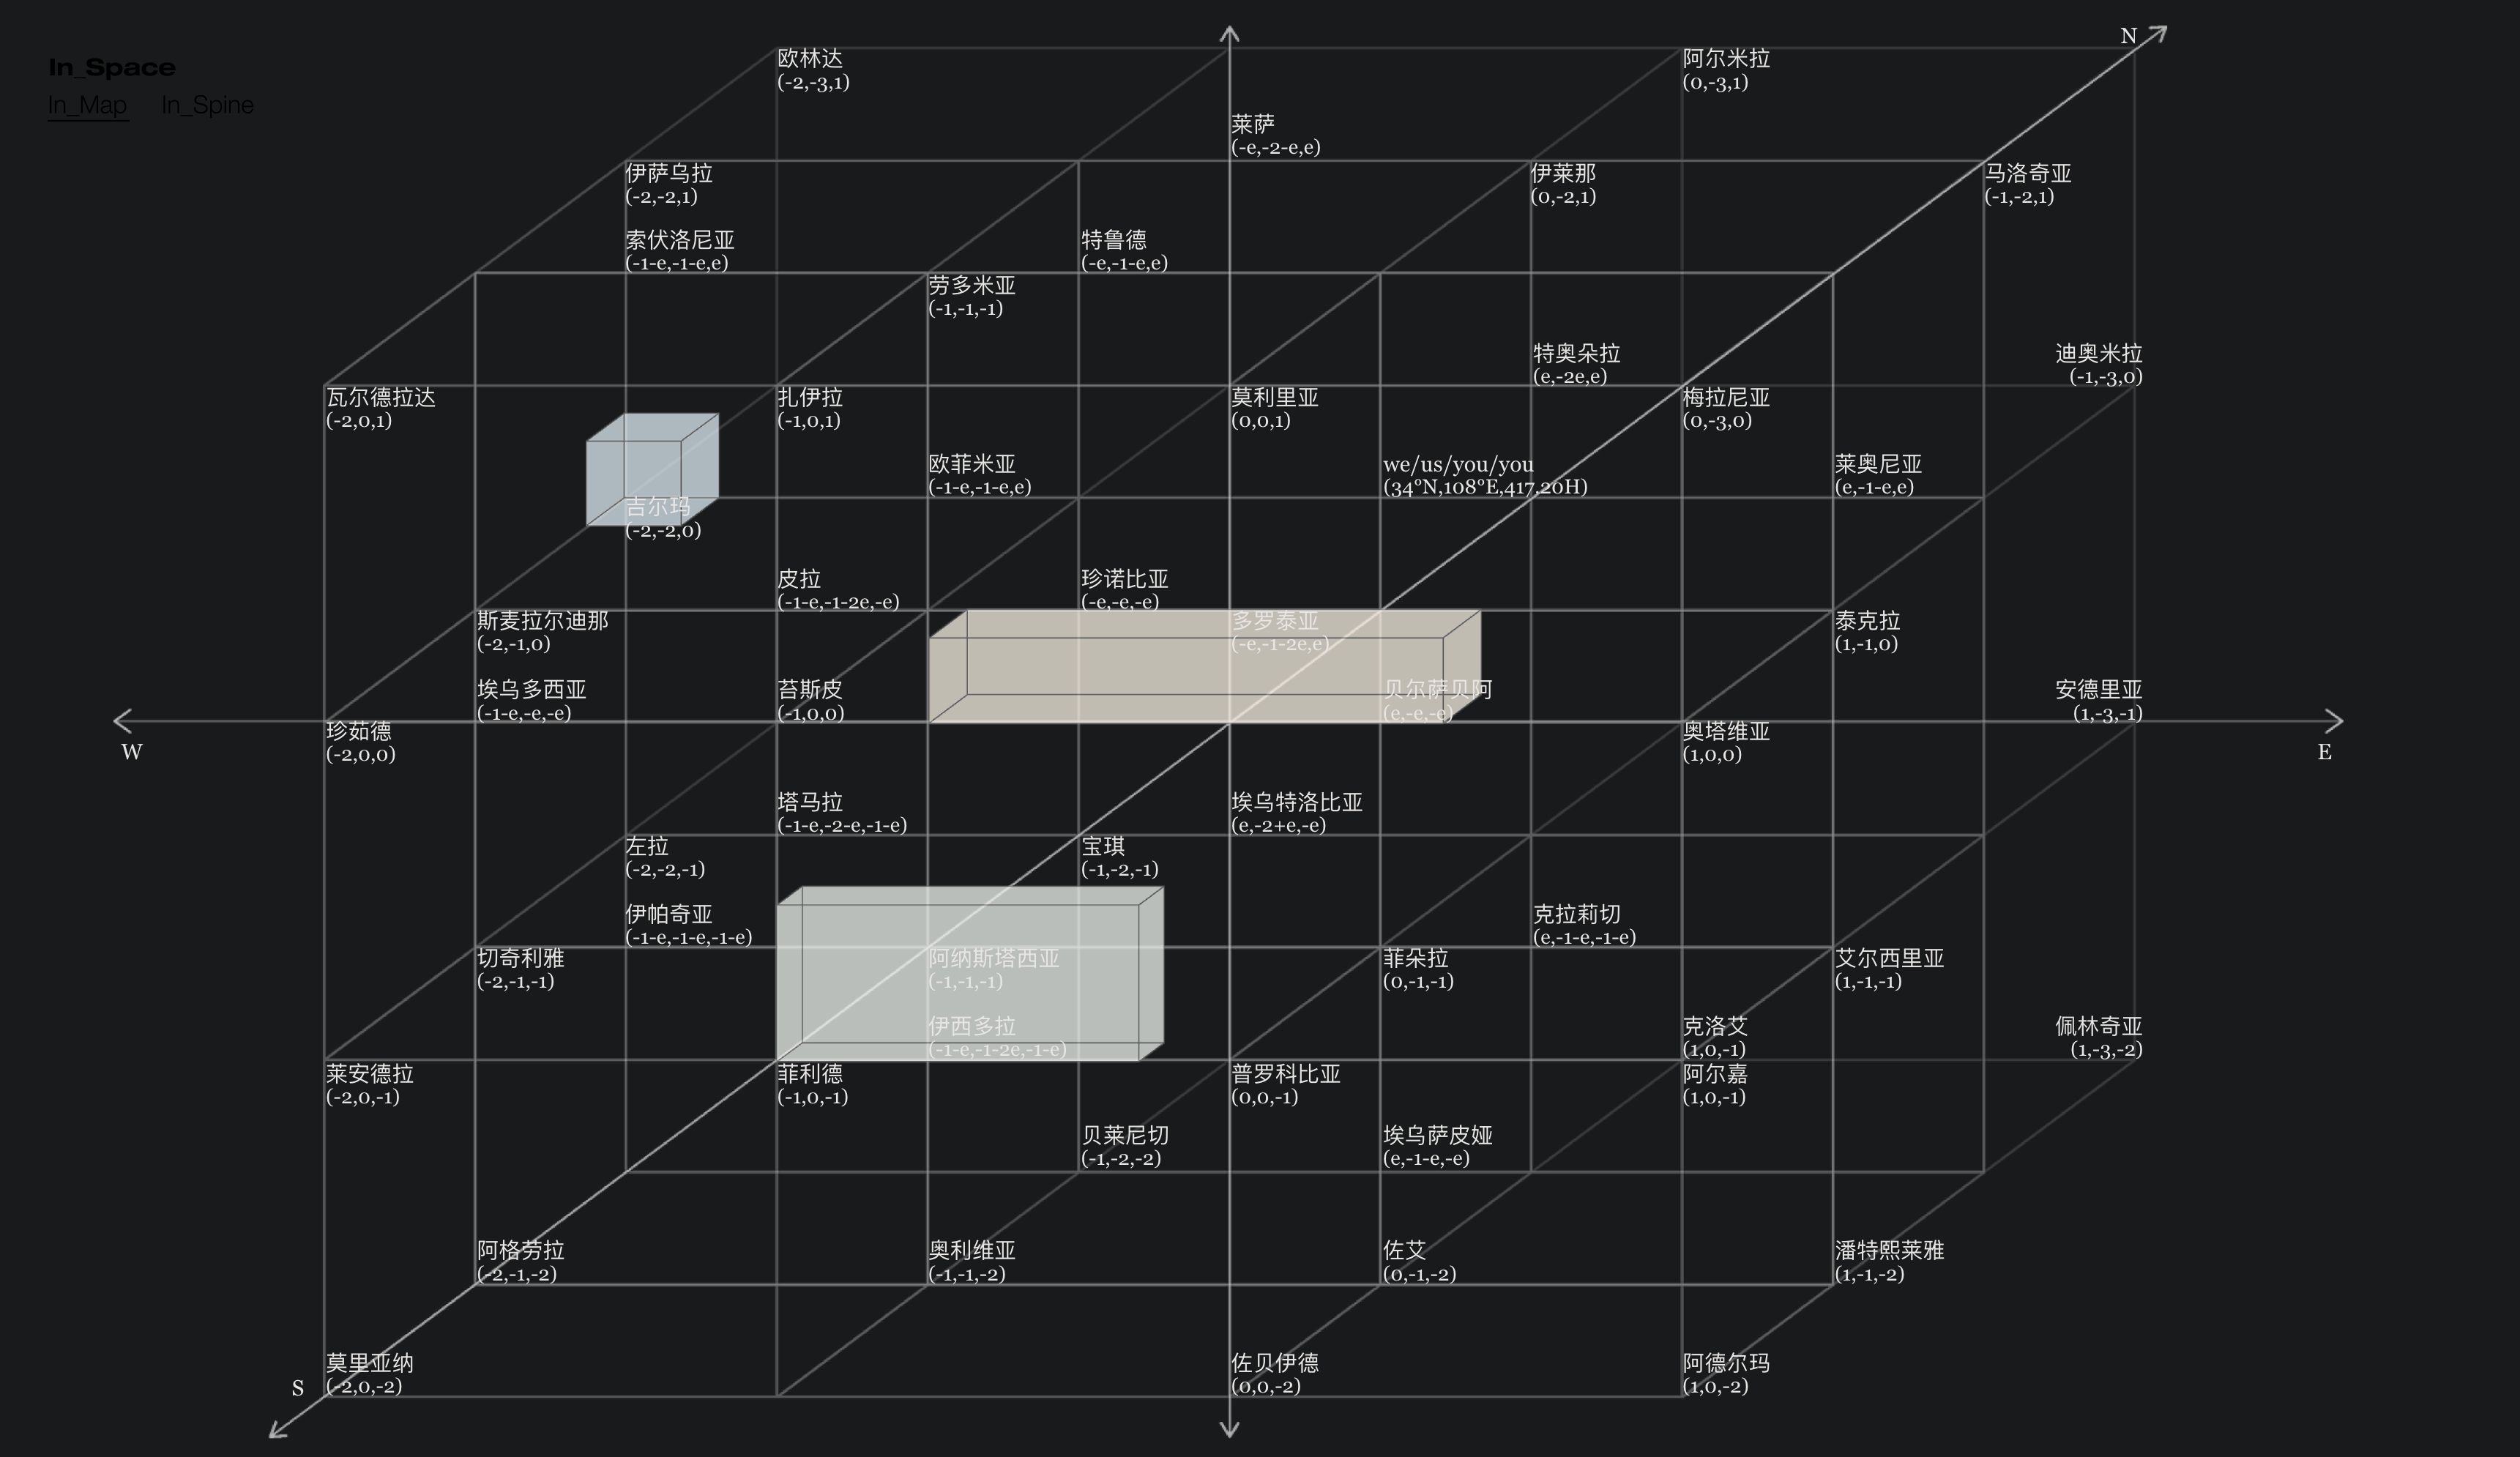 In_Space
In_Map In_Spine
N
欧林达
(-2,-3,1)
阿尔米拉
(0,-3,1)
莱萨
(-e,-2-e,e)
伊萨乌拉
(-2,-2,1)
伊莱那
(0,-2,1)
马洛奇亚
(-1,-2,1)
索伏洛尼亚
(-1-e,-1-e,e)
特鲁德
(-e,-1-e,e)
劳多米亚
(-1,-1,-1)
特奥朵拉
(e,-2e,e)
迪奥米拉
(-1,-3,0)
瓦尔德拉达
(-2,0,1)
扎伊拉
(-1,0,1)
莫利里亚
(0,0,1)
梅拉尼亚
(0,-3,0)
欧菲米亚
(-1-e,-1-e,e)
we/us/you/you
(34°N,108°E,417.20H)
莱奥尼亚
(e,-1-e,e)
吉尔玛
(-2,-2,0)
皮拉
(-1-e,-1-2e,-e)
珍诺比亚
(-e,-e,-e)
斯麦拉尔迪那
(-2,-1,0)
多罗泰亚
(-e,-1-2e,e)
泰克拉
(1,-1,0)
埃乌多西亚
(-1-e,-e,-e)
苔斯皮
(-1,0,0)
贝尔萨贝阿
(e,-e,-e)
安德里亚
(1,-3,-1)
W
珍茹德
(-2,0,0)
奥塔维亚
(1,0,0)
E
塔马拉
(-1-e,-2-e,-1-e)
埃乌特洛比亚
(e,-2+e,-e)
左拉
(-2,-2,-1)
宝琪
(-1,-2,-1)
伊帕奇亚
(-1-e,-1-e,-1-e)
克拉莉切
(e,-1-e,-1-e)
切奇利雅
(-2,-1,-1)
阿纳斯塔西亚
(-1,-1,-1)
菲朵拉
(0,-1,-1)
艾尔西里亚
(1,-1,-1)
伊西多拉
(-1-e,-1-2e,-1-e)
克洛艾
(1,0,-1)
佩林奇亚
(1,-3,-2)
莱安德拉
(-2,0,-1)
菲利德
(-1,0,-1)
普罗科比亚
(0,0,-1)
阿尔嘉
(1,0,-1)
贝莱尼切
(-1,-2,-2)
埃乌萨皮娅
(e,-1-e,-e)
阿格劳拉
(-2,-1,-2)
奥利维亚
(-1,-1,-2)
佐艾
(0,-1,-2)
潘特熙莱雅
(1,-1,-2)
S
莫里亚纳
(-2,0,-2)
佐贝伊德
(0,0,-2)
阿德尔玛
(1,0,-2)